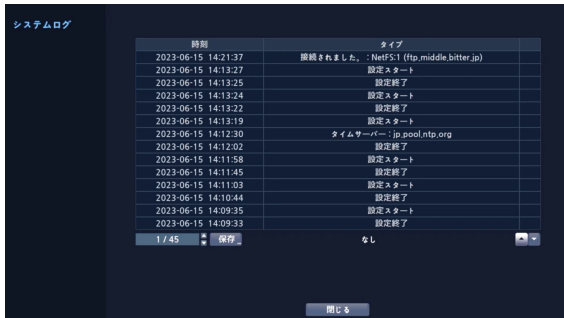 システムログ
時刻 タイプ
2023-06-15 14:21:37 接続されました。：NetFS:1 (ftp,middle,bitter,jp)
2023-06-15 14:13:27 設定スタート
2023-06-15 14:13:25 設定終了
2023-06-15 14:13:24 設定スタート
2023-06-15 14:13:22 設定終了
2023-06-15 14:13:19 設定スタート
2023-06-15 14:12:30 タイムサーバー：jp,pool,ntp,org
2023-06-15 14:12:02 設定終了
2023-06-15 14:11:58 設定スタート
2023-06-15 14:11:45 設定終了
2023-06-15 14:11:03 設定スタート
2023-06-15 14:10:44 設定終了
2023-06-15 14:09:35 設定スタート
2023-06-15 14:09:33 設定終了
1 / 45 保存_ なし
閉じる